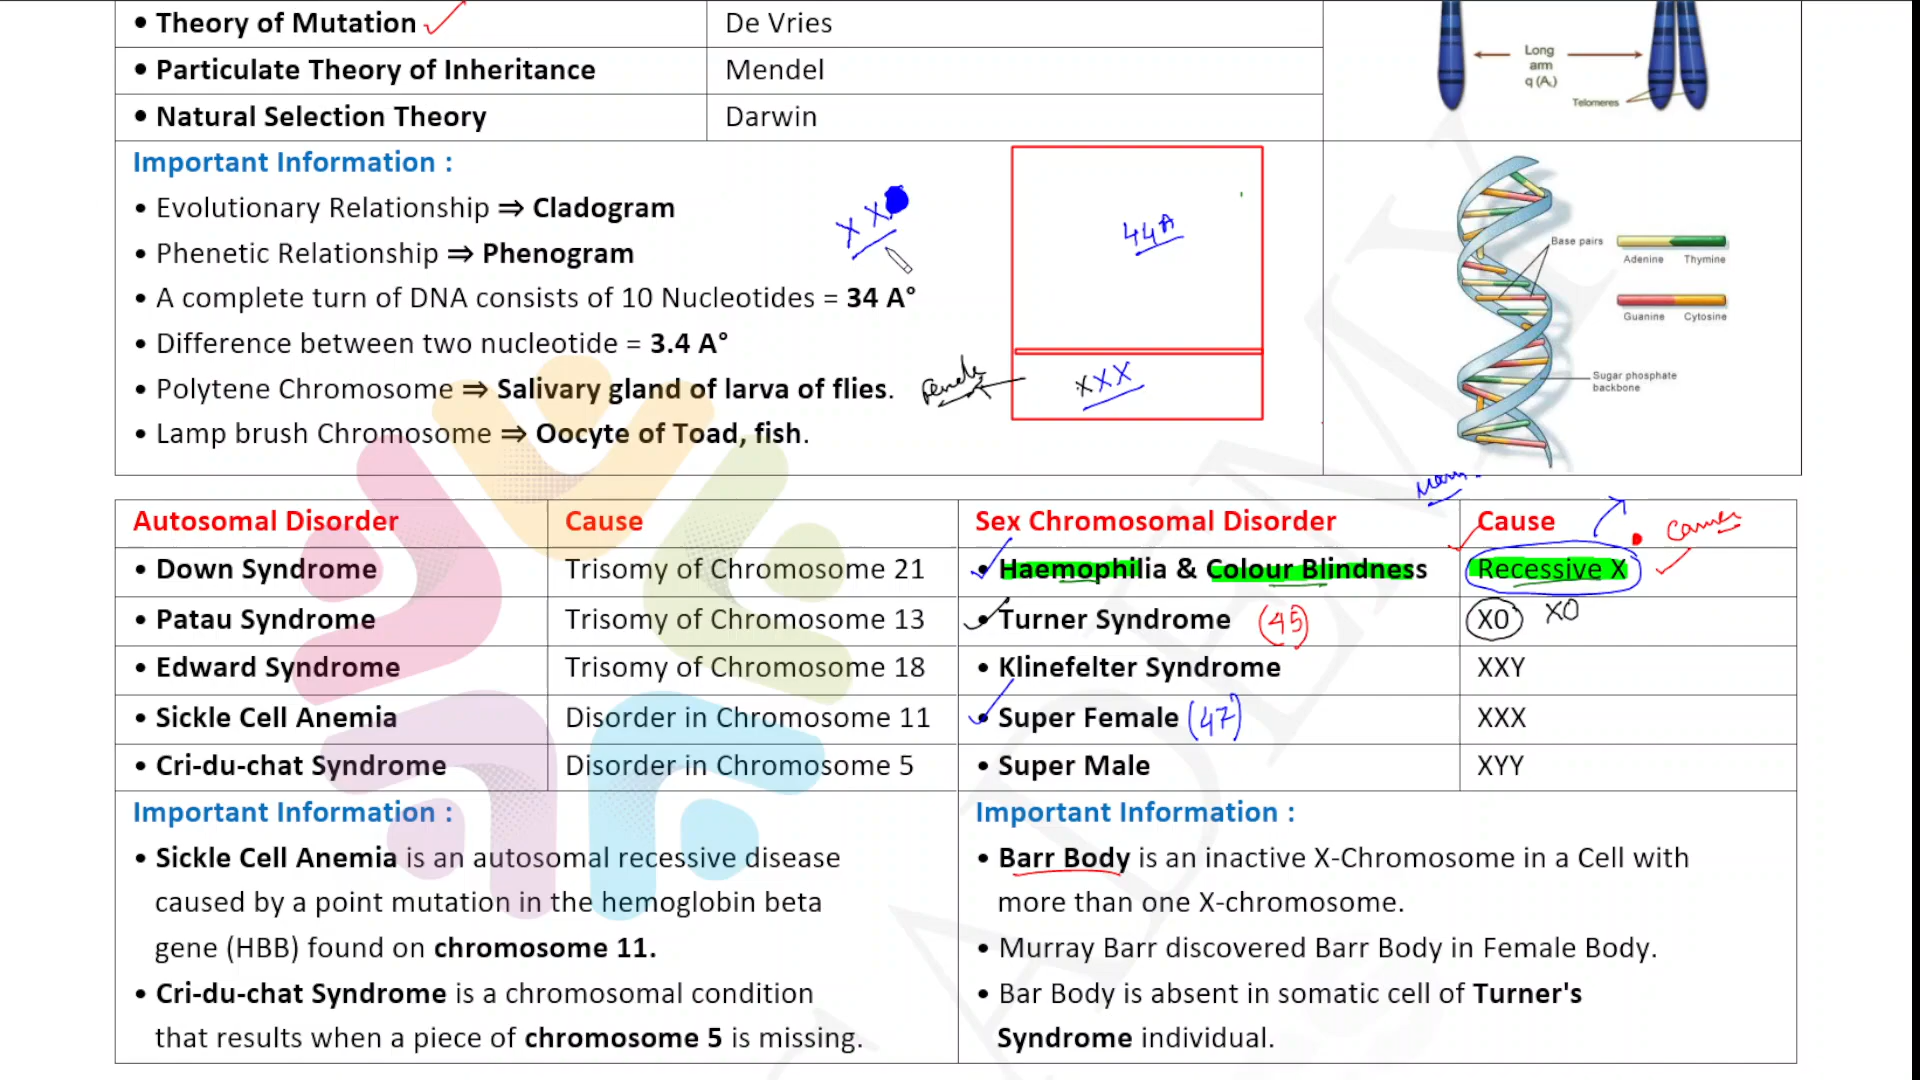 • Theory of Mutation
De Vries
• Particulate Theory of Inheritance
Mendel
• Natural Selection Theory
Darwin
Long
arm
q (A,)
Telomeres
Important Information :
• Evolutionary Relationship ⇒ Cladogram
• Phenetic Relationship ⇒ Phenogram
• A complete turn of DNA consists of 10 Nucleotides = 34 A°
• Difference between two nucleotide = 3.4 A°
• Polytene Chromosome ⇒ Salivary gland of larva of flies.
• Lamp brush Chromosome ⇒ Oocyte of Toad, fish.
X X
44A
XXX
female
Base pairs
Adenine Thymine
Guanine Cytosine
Sugar phosphate
backbone
Autosomal Disorder
Cause
Sex Chromosomal Disorder
Cause
• Down Syndrome
Trisomy of Chromosome 21
• Haemophilia & Colour Blindness
Recessive X
• Patau Syndrome
Trisomy of Chromosome 13
• Turner Syndrome (45)
XO XO
• Edward Syndrome
Trisomy of Chromosome 18
• Klinefelter Syndrome
XXY
• Sickle Cell Anemia
Disorder in Chromosome 11
• Super Female (47)
XXX
• Cri-du-chat Syndrome
Disorder in Chromosome 5
• Super Male
XYY
Important Information :
• Sickle Cell Anemia is an autosomal recessive disease
caused by a point mutation in the hemoglobin beta
gene (HBB) found on chromosome 11.
• Cri-du-chat Syndrome is a chromosomal condition
that results when a piece of chromosome 5 is missing.
Important Information :
• Barr Body is an inactive X-Chromosome in a Cell with
more than one X-chromosome.
• Murray Barr discovered Barr Body in Female Body.
• Bar Body is absent in somatic cell of Turner's
Syndrome individual.